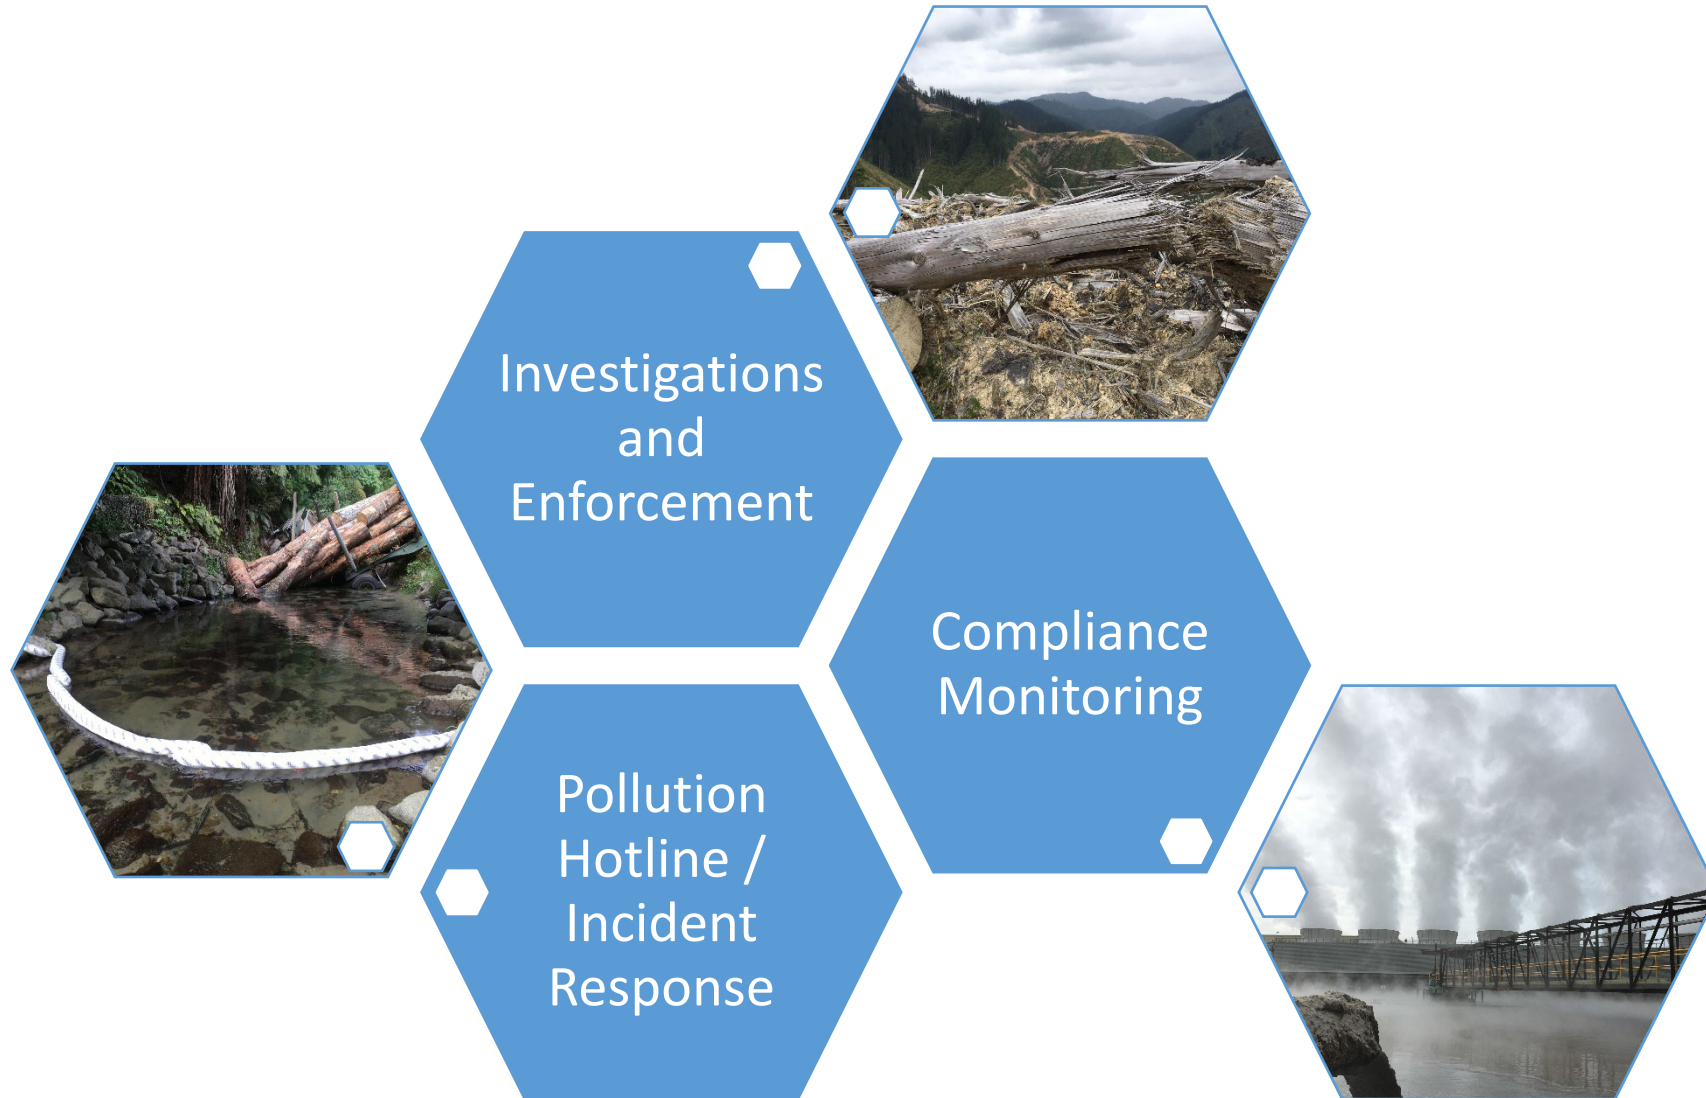 Investigations
and
Enforcement
Compliance
Monitoring
Pollution
Hotline /
Incident
Response